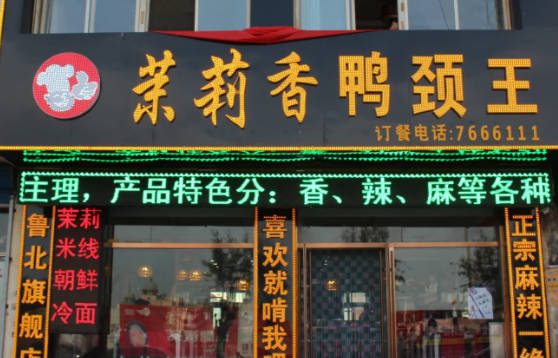 茉莉香鸭颈王
订餐电话:7666111
主理，产品特色分：香、辣、麻等各种
鲁北旗舰店
茉莉
米线
朝鲜
冷面
喜欢就啃我吧
正宗麻辣一绝